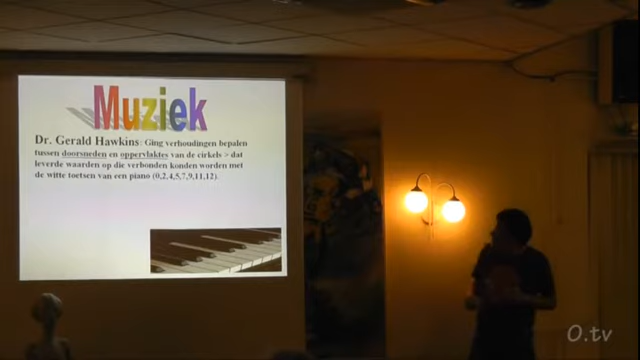 Muziek
Dr. Gerald Hawkins: Ging verhoudingen bepalen
tussen doorsneden en oppervlaktes van de cirkels > dat
leverde waarden op die verbonden konden worden met
de witte toetsen van een piano (0,2,4,5,7,9,11,12).
O.tv